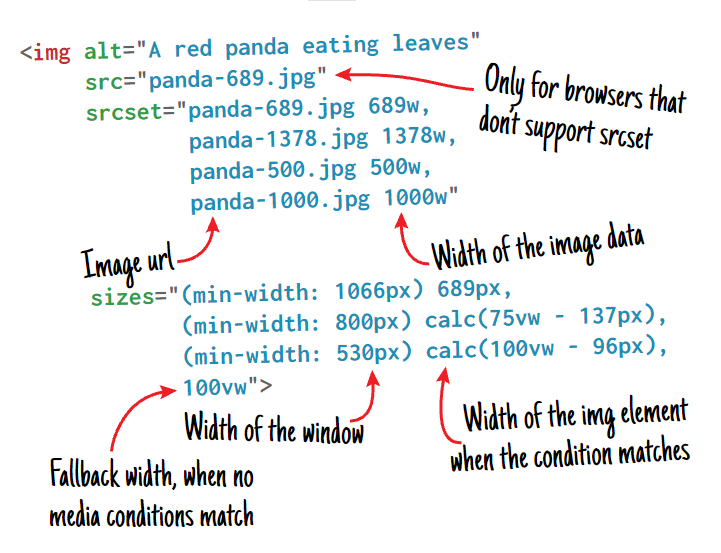 <img alt="A red panda eating leaves"
src="panda-689.jpg"
Only for browsers that
don't support srcset
srcset="panda-689.jpg 689w,
panda-1378.jpg 1378w,
panda-500.jpg 500w,
panda-1000.jpg 1000w"
Image url
Width of the image data
sizes="(min-width: 1066px) 689px,
(min-width: 800px) calc(75vw - 137px),
(min-width: 530px) calc(100vw - 96px),
100vw">
Width of the window
Width of the img element
when the condition matches
Fallback width, when no
media conditions match